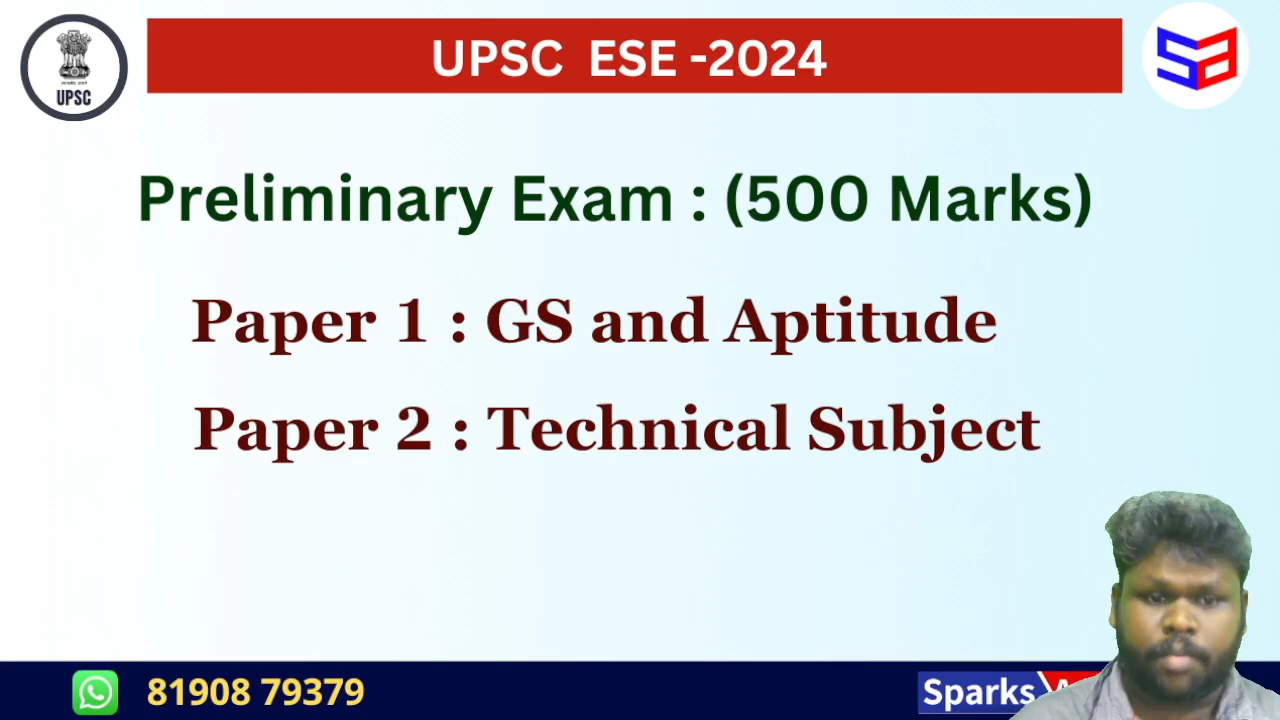 UPSC ESE -2024
UPSC
Preliminary Exam : (500 Marks)
Paper 1 : GS and Aptitude
Paper 2 : Technical Subject
81908 79379
Sparks